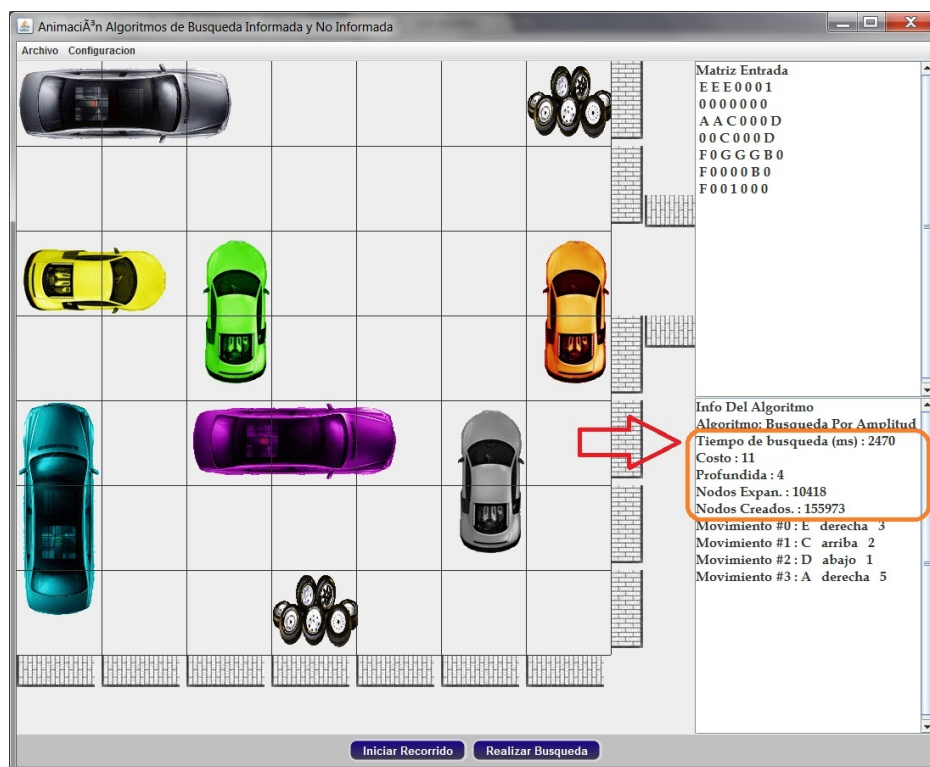 AnimaciÃ³n Algoritmos de Busqueda Informada y No Informada
Archivo Configuracion
Matriz Entrada
E E E 0 0 0 1
0 0 0 0 0 0 0
A A C 0 0 0 D
0 0 C 0 0 0 D
F 0 G G G B 0
F 0 0 0 0 B 0
F 0 0 1 0 0 0
Info Del Algoritmo
Algoritmo: Busqueda Por Amplitud
Tiempo de busqueda (ms) : 2470
Costo : 11
Profundida : 4
Nodos Expan. : 10418
Nodos Creados. : 155973
Movimiento #0 : E derecha 3
Movimiento #1 : C arriba 2
Movimiento #2 : D abajo 1
Movimiento #3 : A derecha 5
Iniciar Recorrido Realizar Busqueda